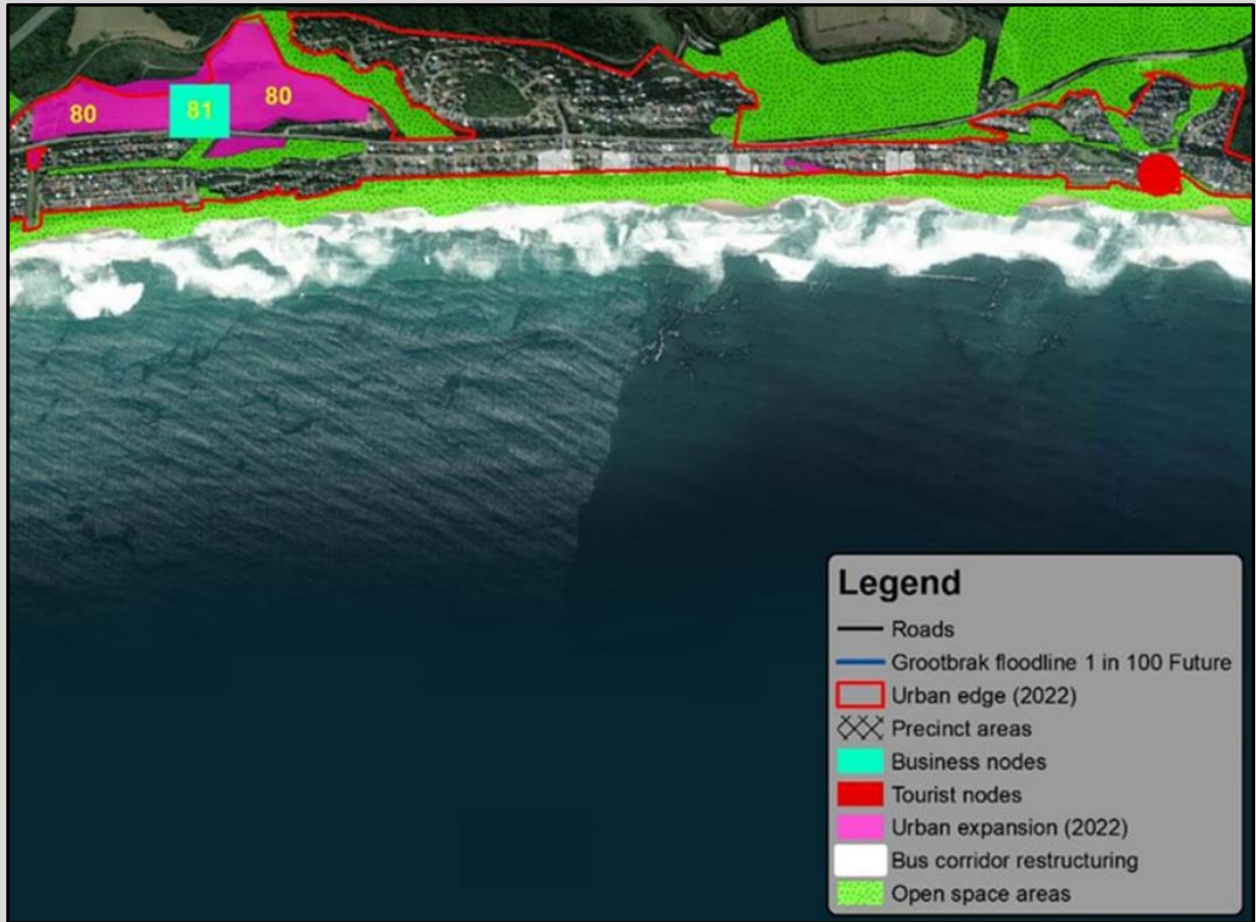 80
81
80
Legend
Roads
Grootbrak floodline 1 in 100 Future
Urban edge (2022)
Precinct areas
Business nodes
Tourist nodes
Urban expansion (2022)
Bus corridor restructuring
Open space areas